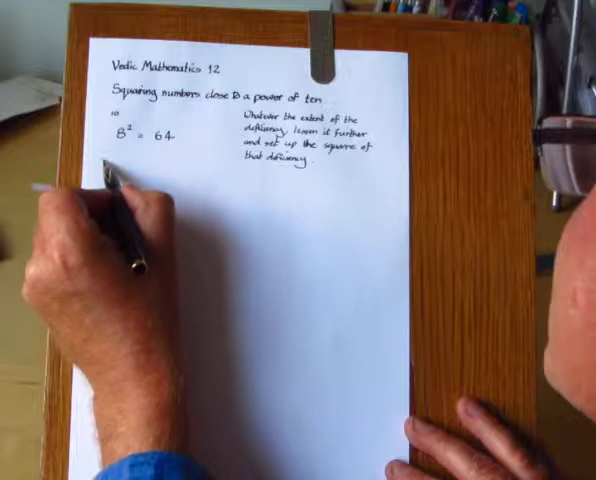 Vedic Mathematics 12
Squaring numbers close to a power of ten
10
8² = 64
Whatever the extent of the
deficiency, lessen it further
and set up the square of
that deficiency.